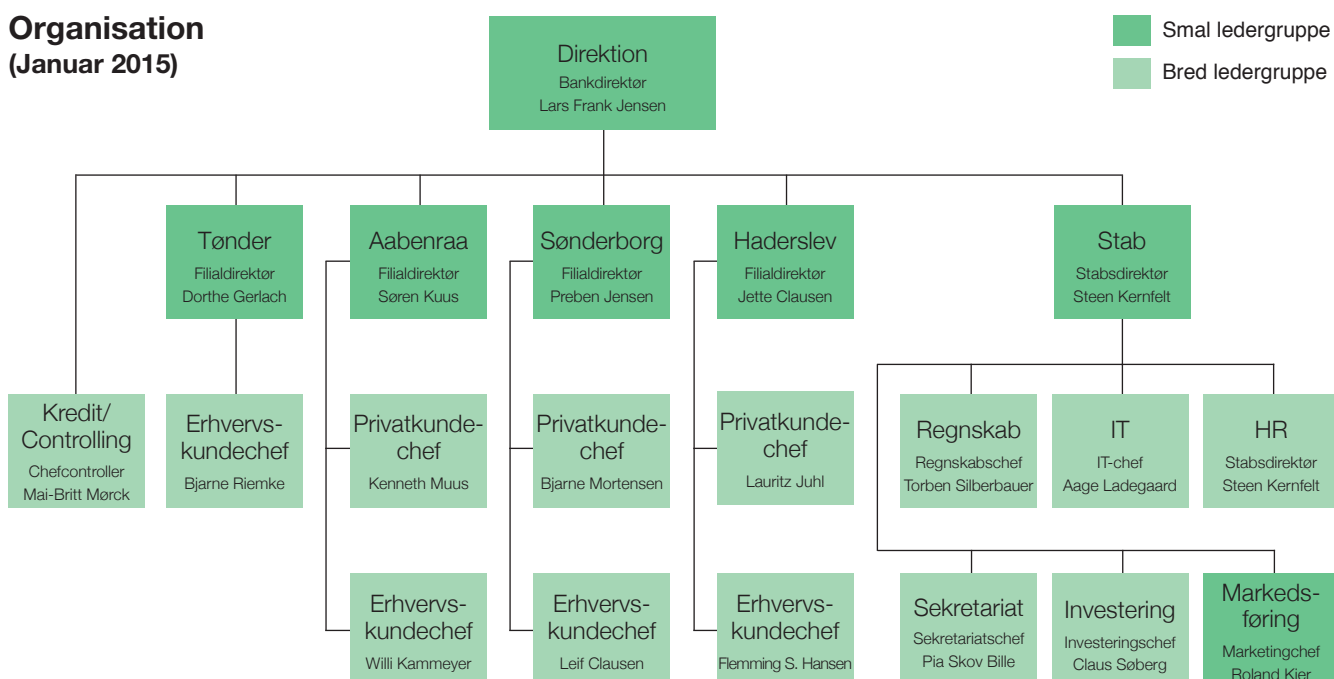 Organisation
(Januar 2015)
Smal ledergruppe
Bred ledergruppe
Direktion
Bankdirektør
Lars Frank Jensen
Tønder
Filialdirektør
Dorthe Gerlach
Aabenraa
Filialdirektør
Søren Kuus
Sønderborg
Filialdirektør
Preben Jensen
Haderslev
Filialdirektør
Jette Clausen
Stab
Stabsdirektør
Steen Kernfelt
Kredit/
Controlling
Chefcontroller
Mai-Britt Mørck
Erhvervs-
kundechef
Bjarne Riemke
Privatkunde-
chef
Kenneth Muus
Privatkunde-
chef
Bjarne Mortensen
Privatkunde-
chef
Lauritz Juhl
Regnskab
Regnskabschef
Torben Silberbauer
IT
IT-chef
Aage Ladegaard
HR
Stabsdirektør
Steen Kernfelt
Erhvervs-
kundechef
Willi Kammeyer
Erhvervs-
kundechef
Leif Clausen
Erhvervs-
kundechef
Flemming S. Hansen
Sekretariat
Sekretariatschef
Pia Skov Bille
Investering
Investeringschef
Claus Søberg
Markeds-
føring
Marketingchef
Roland Kier